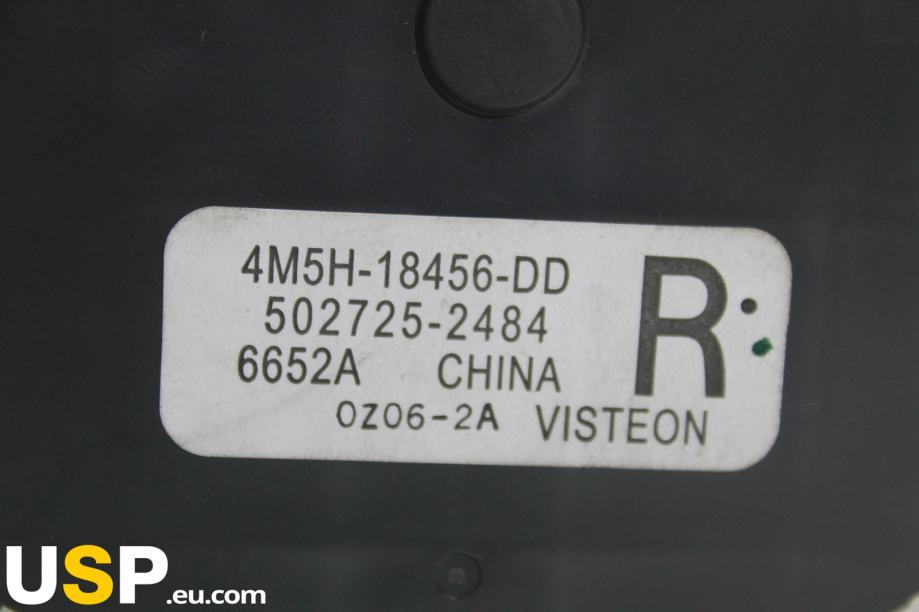 4M5H-18456-DD
502725-2484
6652A CHINA
0Z06-2A VISTEON
R
USP.eu.com